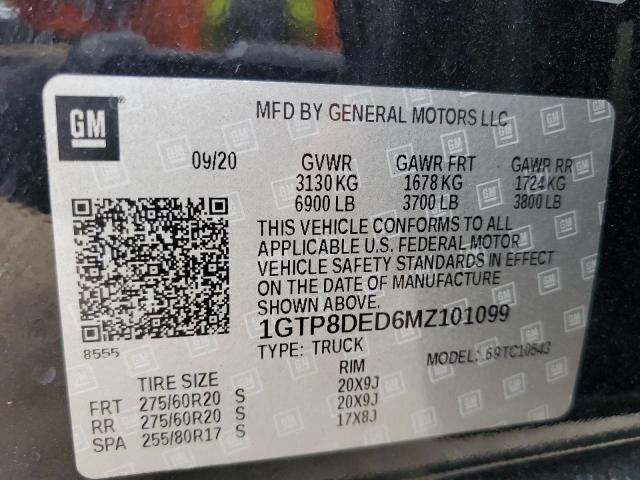 GM
MFD BY GENERAL MOTORS LLC
09/20 GVWR GAWR FRT GAWR RR
3130 KG 1678 KG 1724 KG
6900 LB 3700 LB 3800 LB
THIS VEHICLE CONFORMS TO ALL
APPLICABLE U.S. FEDERAL MOTOR
VEHICLE SAFETY STANDARDS IN EFFECT
ON THE DATE OF MANUFACTURE
SHOWN ABOVE.
1GTP8DED6MZ101099
8555 TYPE: TRUCK MODEL: 69TC10543
TIRE SIZE RIM
FRT 275/60R20 S 20X9J
RR 275/60R20 S 20X9J
SPA 255/80R17 S 17X8J